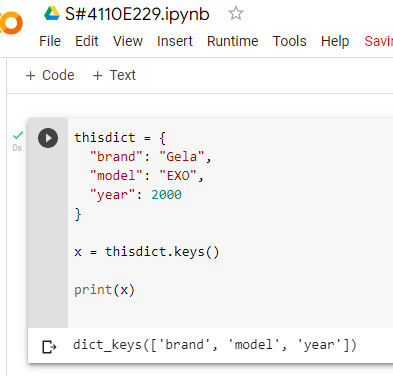 S#4110E229.ipynb
File Edit View Insert Runtime Tools Help Savin
+ Code + Text
0s
thisdict = {
  "brand": "Gela",
  "model": "EXO",
  "year": 2000
}
x = thisdict.keys()
print(x)
dict_keys(['brand', 'model', 'year'])